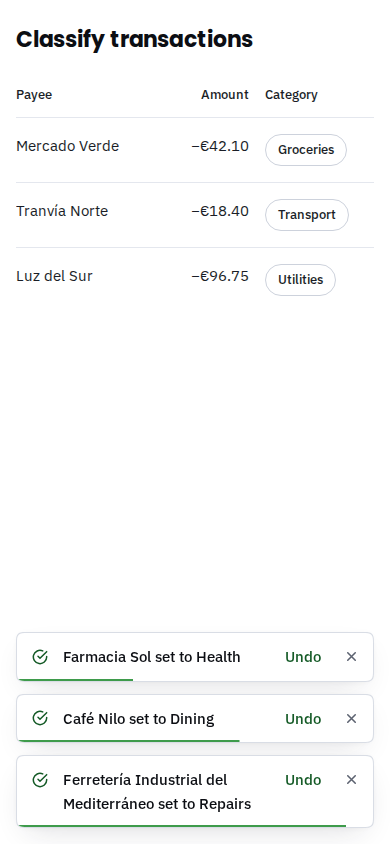 Classify transactions
Payee Amount Category
Mercado Verde −€42.10 Groceries
Tranvía Norte −€18.40 Transport
Luz del Sur −€96.75 Utilities
Farmacia Sol set to Health Undo
Café Nilo set to Dining Undo
Ferretería Industrial del Undo
Mediterráneo set to Repairs